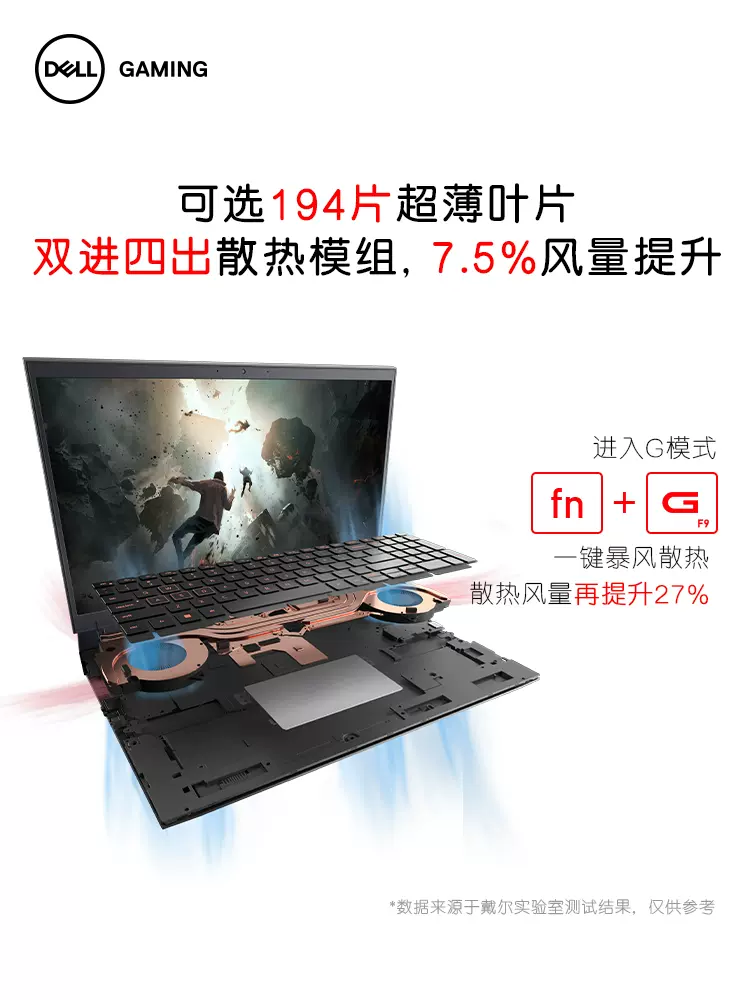 DELL GAMING
可选194片超薄叶片
双进四出散热模组, 7.5%风量提升
进入G模式
fn + G F9
一键暴风散热
散热风量再提升27%
*数据来源于戴尔实验室测试结果，仅供参考